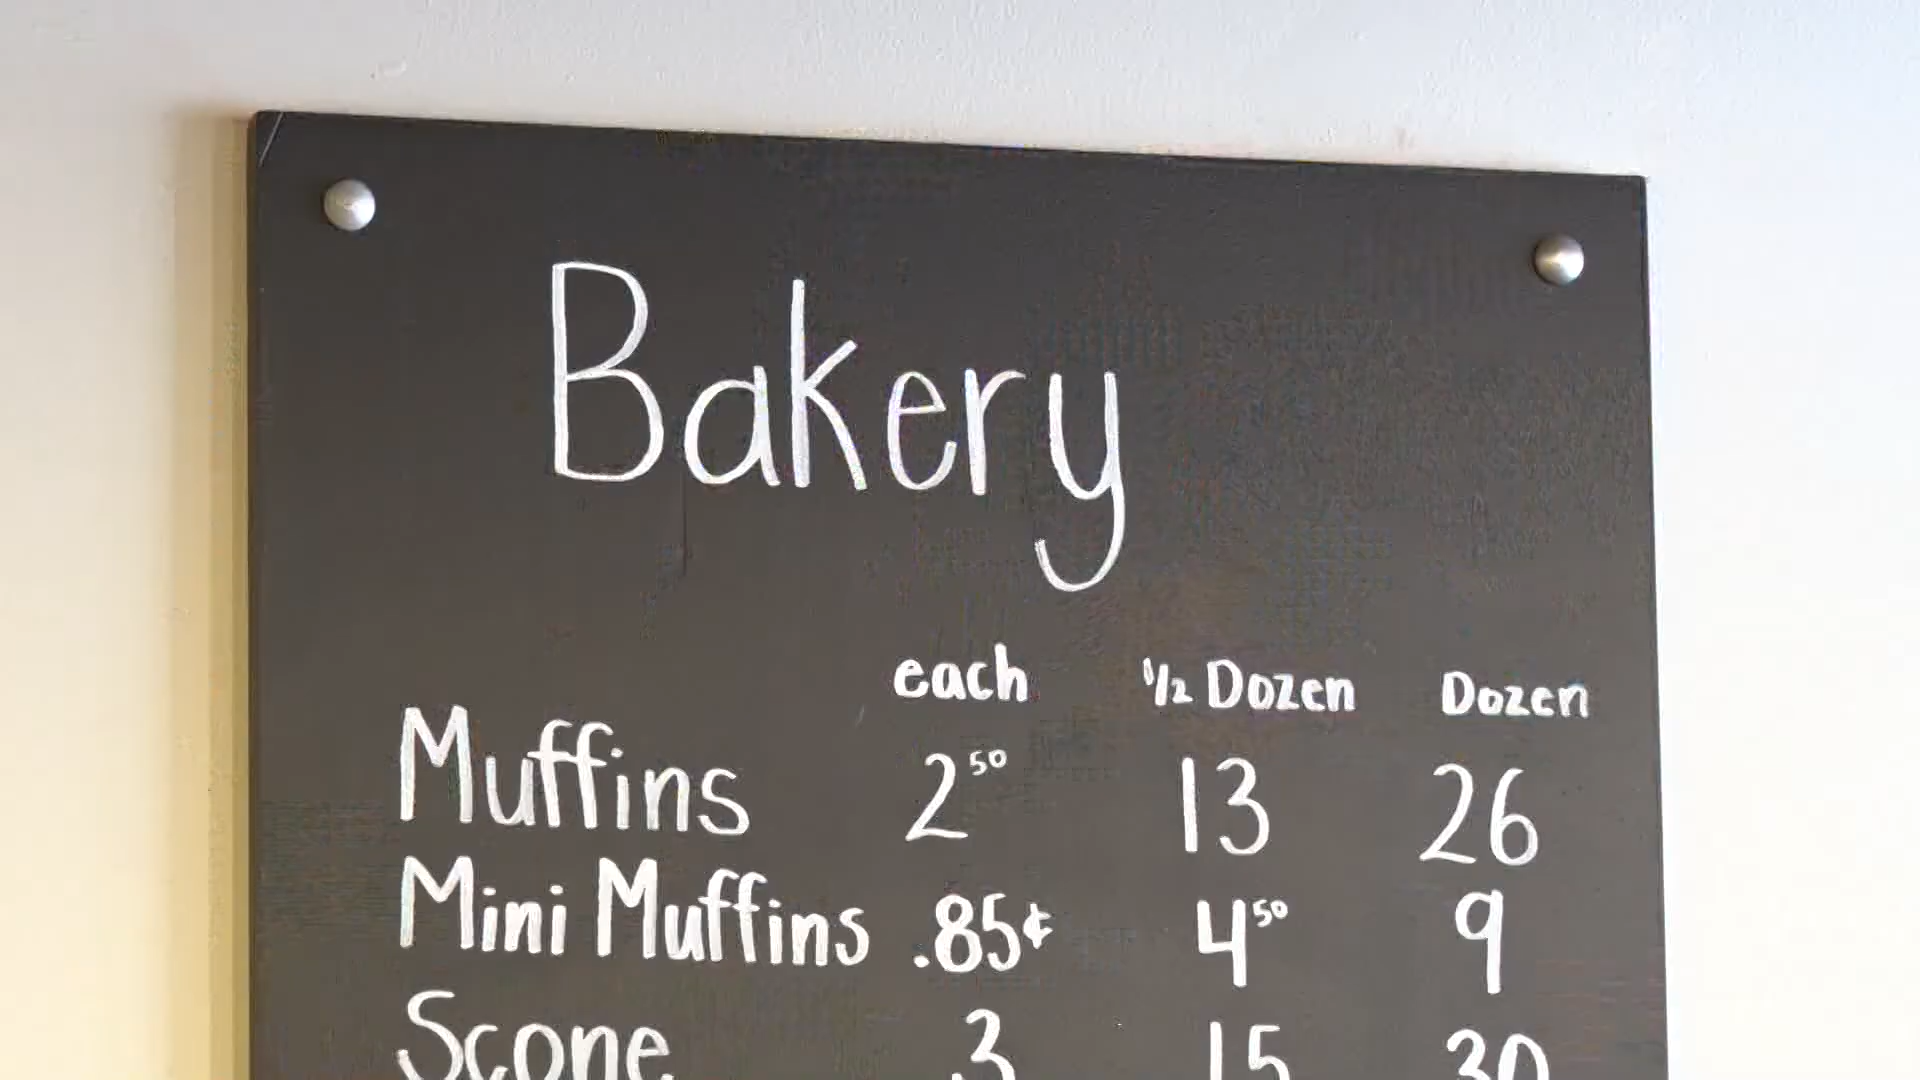 Bakery
each ½ Dozen Dozen
Muffins 2⁵⁰ 13 26
Mini Muffins .85¢ 4⁵⁰ 9
Scone 3 15 30